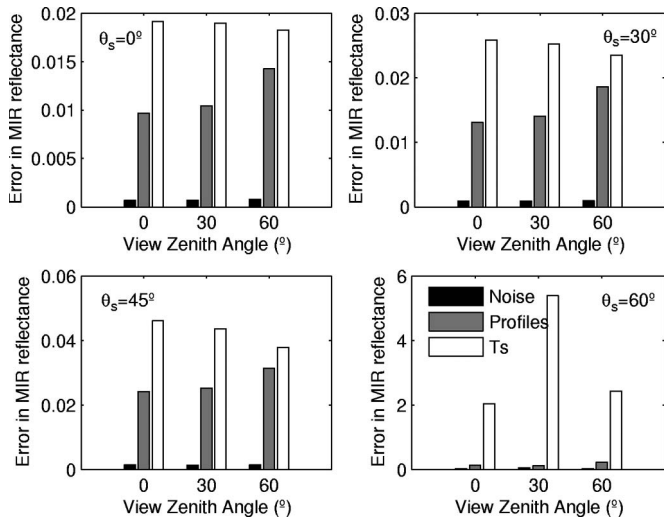 0.02
0.015
0.01
0.005
0
Error in MIR reflectance
θs=0º
0 30 60
View Zenith Angle (º)
0.03
0.02
0.01
0
Error in MIR reflectance
θs=30º
0 30 60
View Zenith Angle (º)
0.06
0.04
0.02
0
Error in MIR reflectance
θs=45º
0 30 60
View Zenith Angle (º)
6
4
2
0
Error in MIR reflectance
Noise
Profiles
Ts
θs=60º
0 30 60
View Zenith Angle (º)